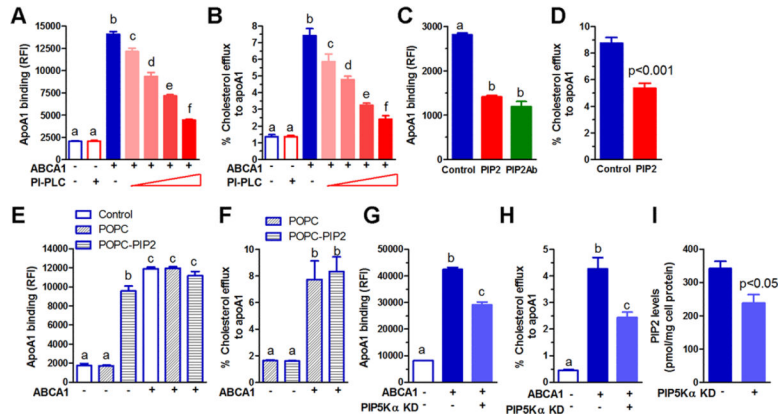 A
ApoA1 binding (RFI)
15000
12500
10000
7500
5000
2500
0
a a b c d e f
ABCA1 - - + + + + +
PI-PLC - + -
B
% Cholesterol efflux
to apoA1
9
8
7
6
5
4
3
2
1
0
a a b c d e f
ABCA1 - - + + + + +
PI-PLC - + -
C
ApoA1 binding (RFI)
3000
2000
1000
0
a b b
Control PIP2 PIP2Ab
D
% Cholesterol efflux
to apoA1
10
8
6
4
2
0
p<0.001
Control PIP2
E
Control
POPC
POPC-PIP2
ApoA1 binding (RFI)
14000
12000
10000
8000
6000
4000
2000
0
a a b c c c
ABCA1 - - - + + +
F
POPC
POPC-PIP2
% Cholesterol efflux
to apoA1
10
8
6
4
2
0
a a b b
ABCA1 - - + +
G
ApoA1 binding (RFI)
50000
40000
30000
20000
10000
0
a b c
ABCA1 - + +
PIP5Kα KD - - +
H
% Cholesterol efflux
to apoA1
5
4
3
2
1
0
a b c
ABCA1 - + +
PIP5Kα KD - - +
I
PIP2 levels
(pmol/mg cell protein)
400
300
200
100
0
p<0.05
PIP5Kα KD - +